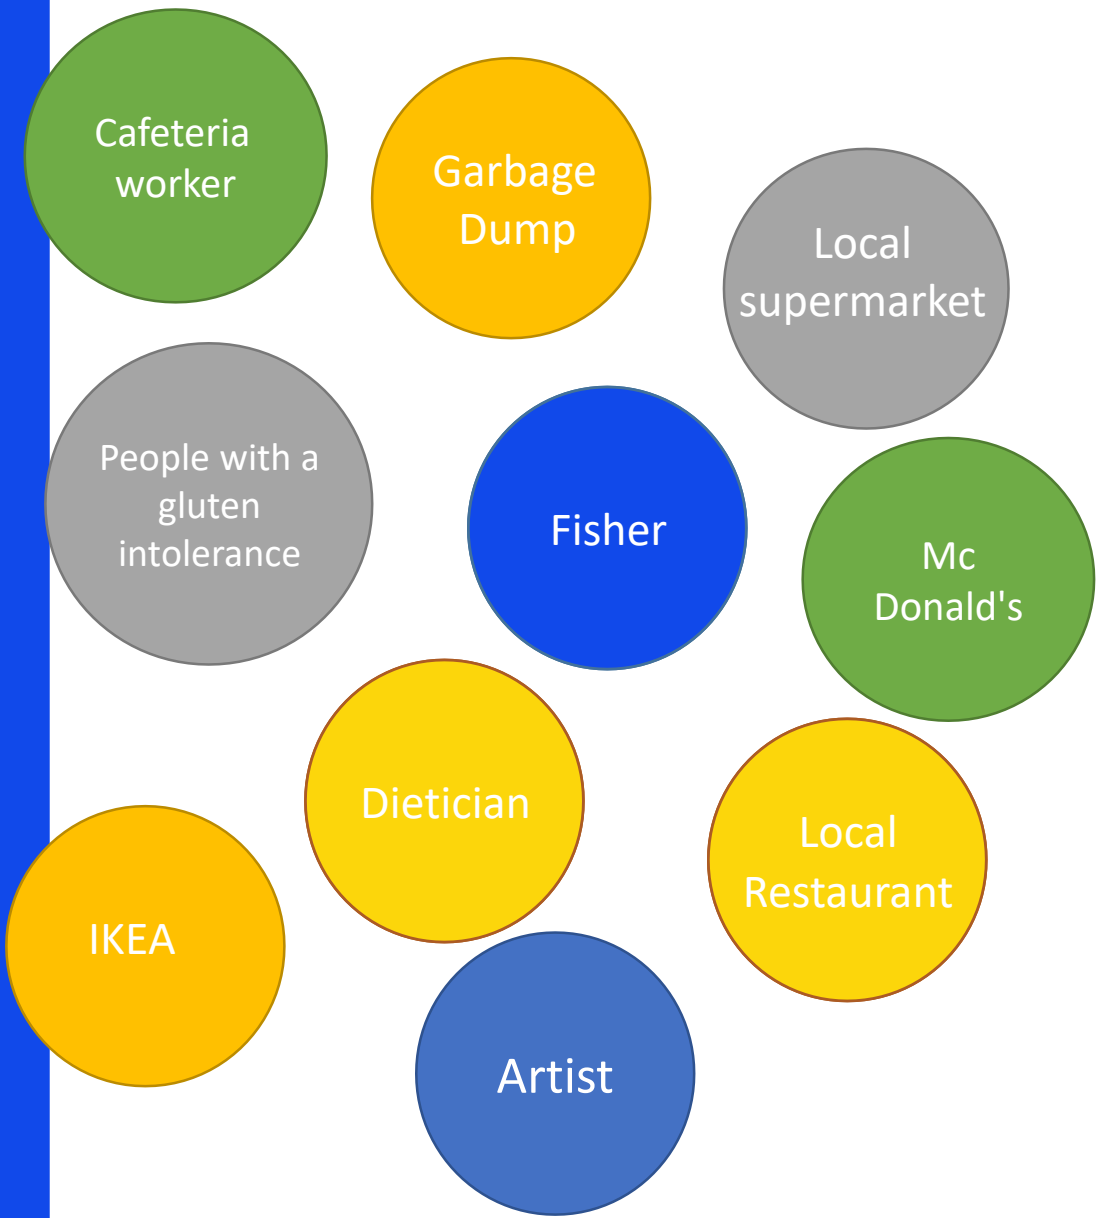 Cafeteria
worker
Garbage
Dump
Local
supermarket
People with a
gluten
intolerance
Fisher
Mc
Donald's
Dietician
Local
Restaurant
IKEA
Artist